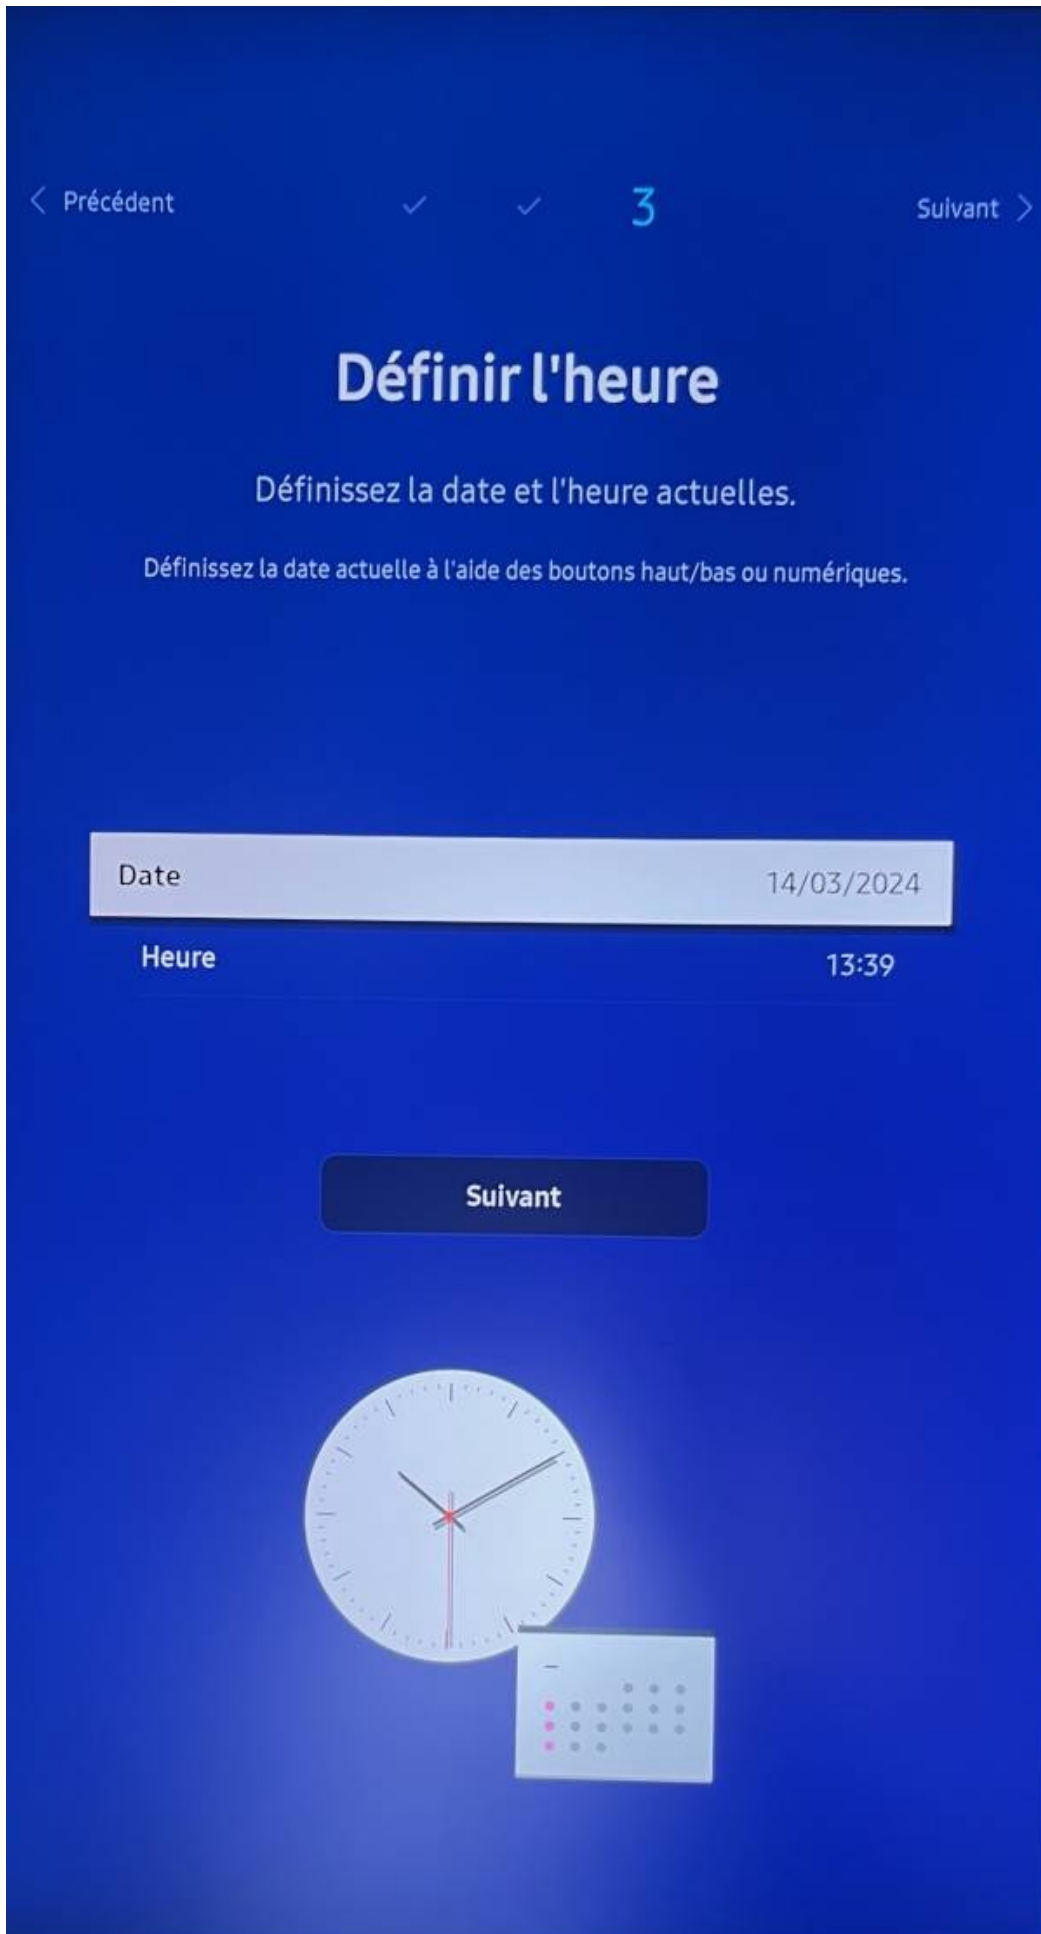 Précédent
3
Suivant
Définir l'heure
Définissez la date et l'heure actuelles.
Définissez la date actuelle à l'aide des boutons haut/bas ou numériques.
Date 14/03/2024
Heure 13:39
Suivant